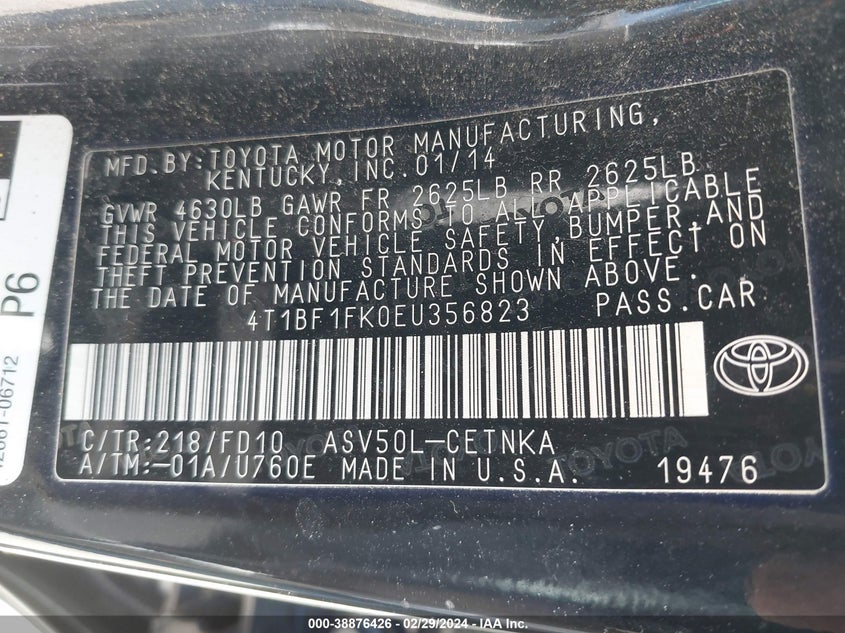 MFD.BY:TOYOTA MOTOR MANUFACTURING,
KENTUCKY,INC.01/14
GVWR 4630LB GAWR FR 2625LB RR 2625LB
THIS VEHICLE CONFORMS TO ALL APPLICABLE
FEDERAL MOTOR VEHICLE SAFETY,BUMPER,AND
THEFT PREVENTION STANDARDS IN EFFECT ON
THE DATE OF MANUFACTURE SHOWN ABOVE.
4T1BF1FK0EU356823 PASS.CAR
C/TR:218/FD10 ASV50L-CETNKA
A/TM:-01A/U760E MADE IN U.S.A. 19476
P6
000-38876426 - 02/29/2024 - IAA Inc.